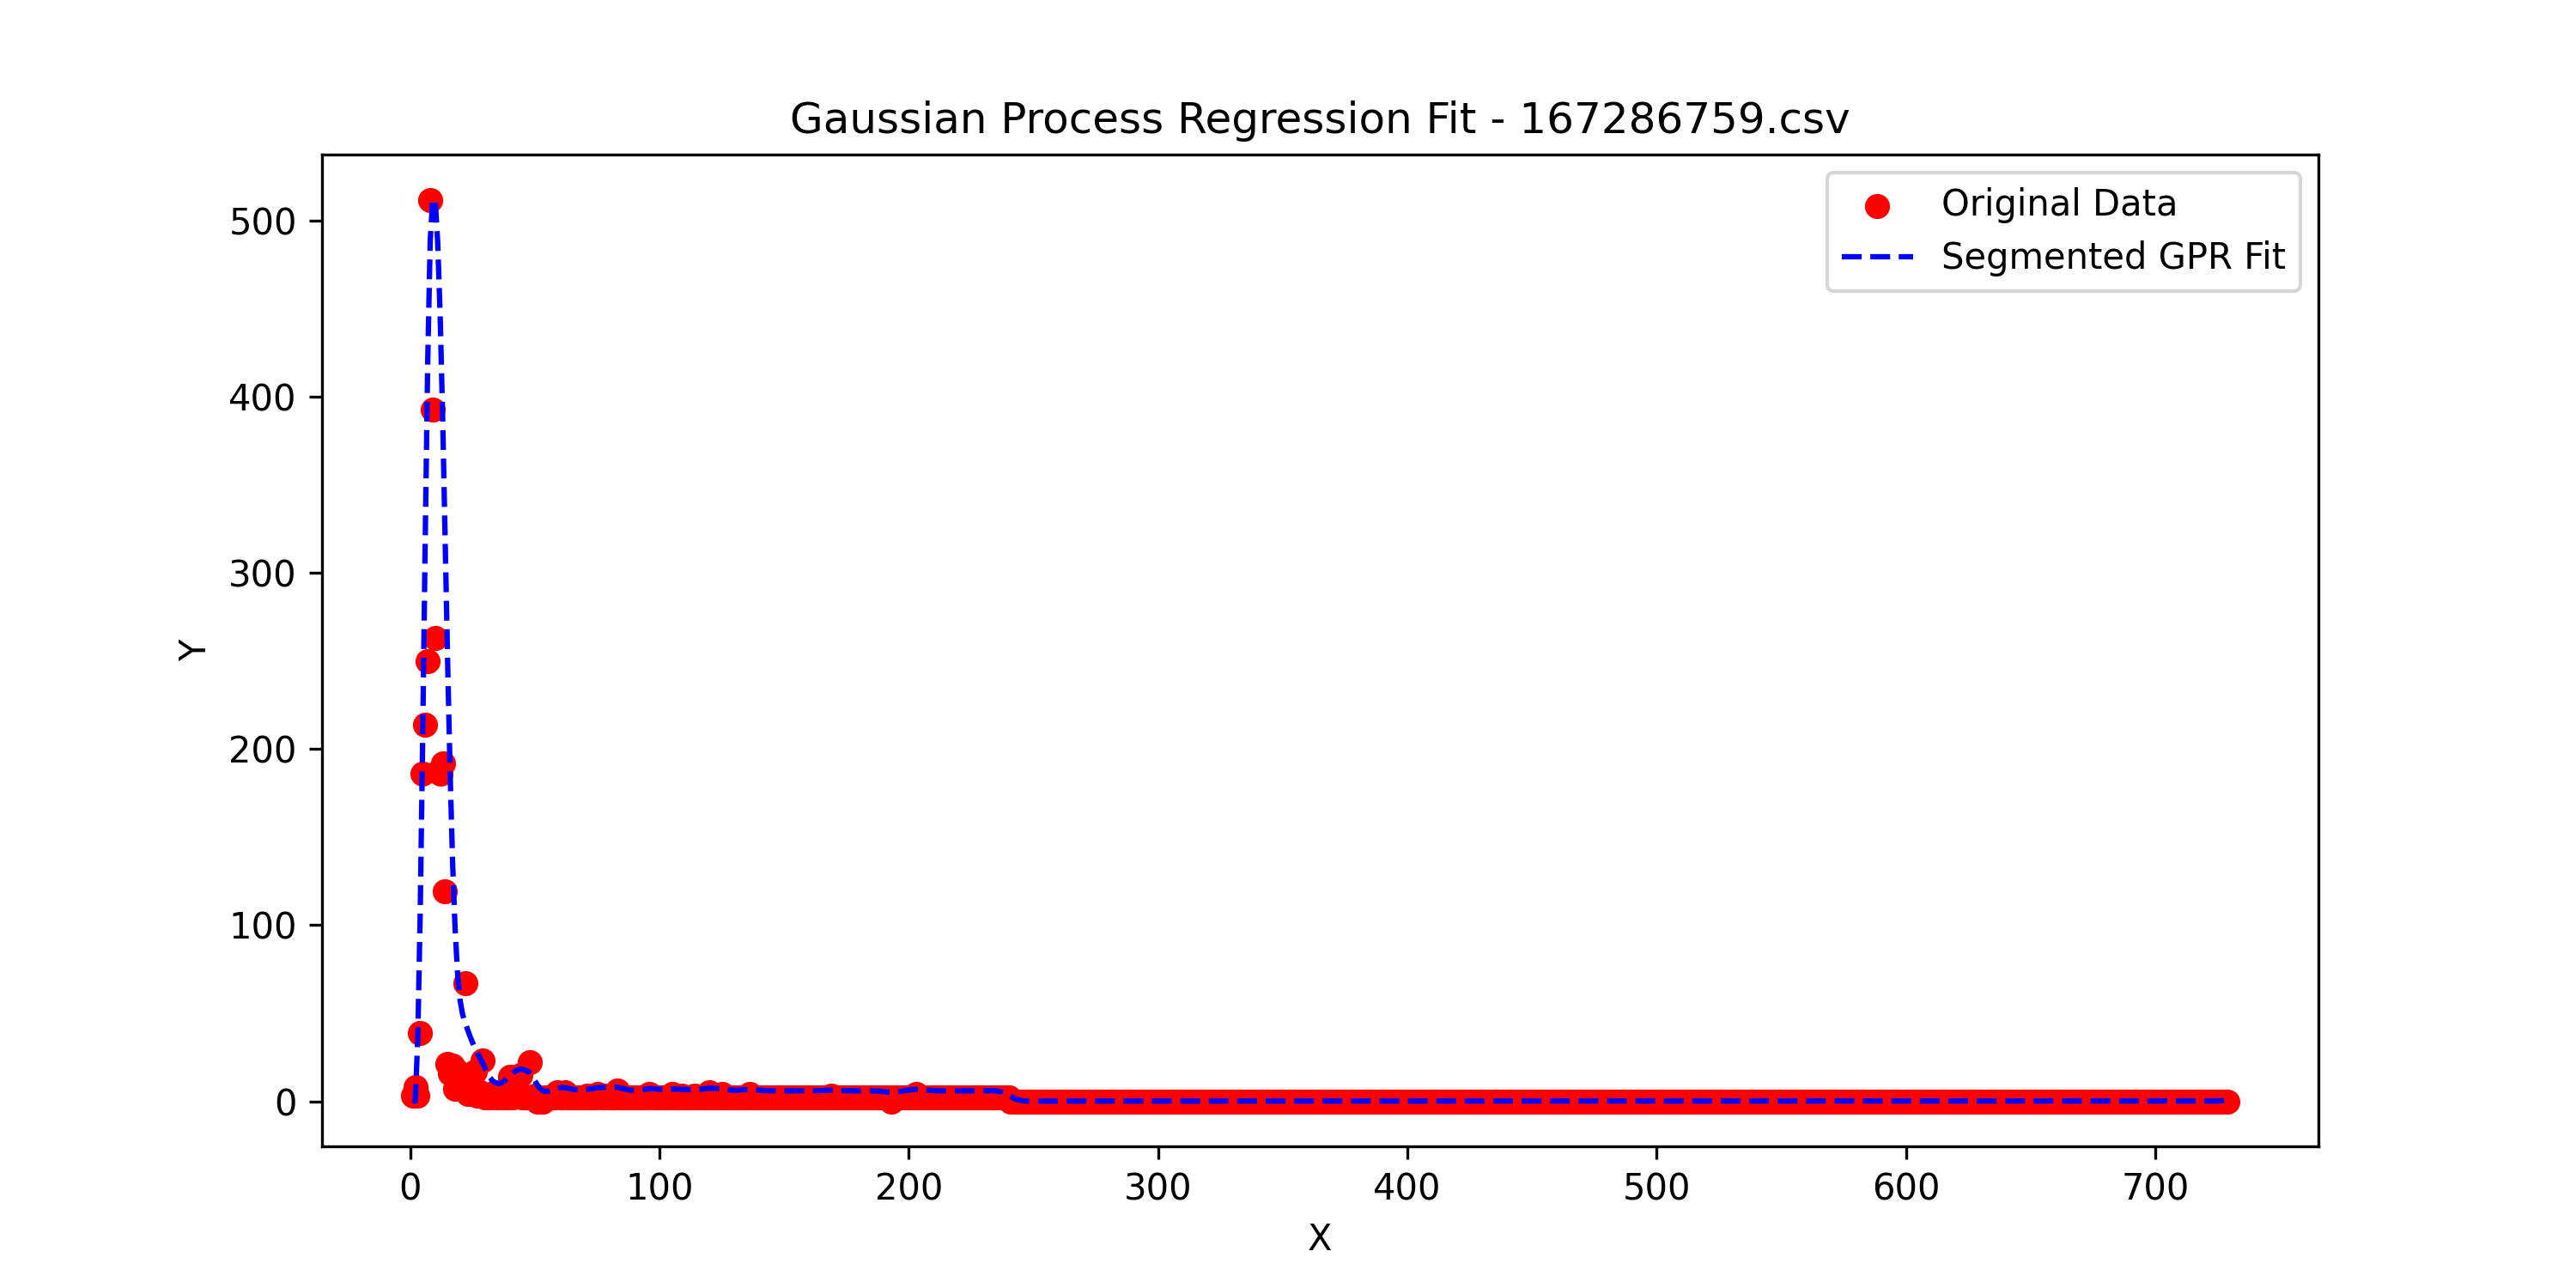 Gaussian Process Regression Fit - 167286759.csv
Original Data
Segmented GPR Fit
500
400
300
200
100
0
Y
0 100 200 300 400 500 600 700
X